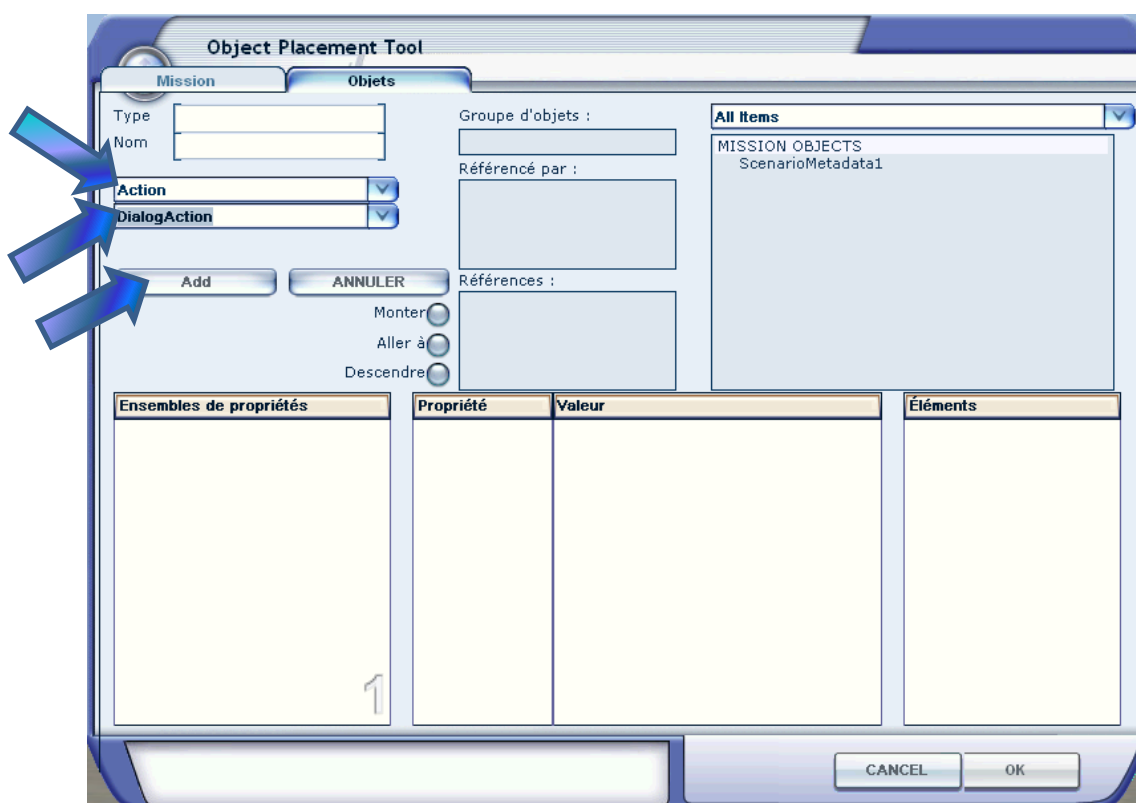 Object Placement Tool
Mission
Objets
Type
Nom
Action
DialogAction
Add
ANNULER
Monter
Aller à
Descendre
Groupe d'objets :
Référencé par :
Références :
All Items
MISSION OBJECTS
ScenarioMetadata1
Ensembles de propriétés
Propriété
Valeur
Éléments
1
CANCEL
OK